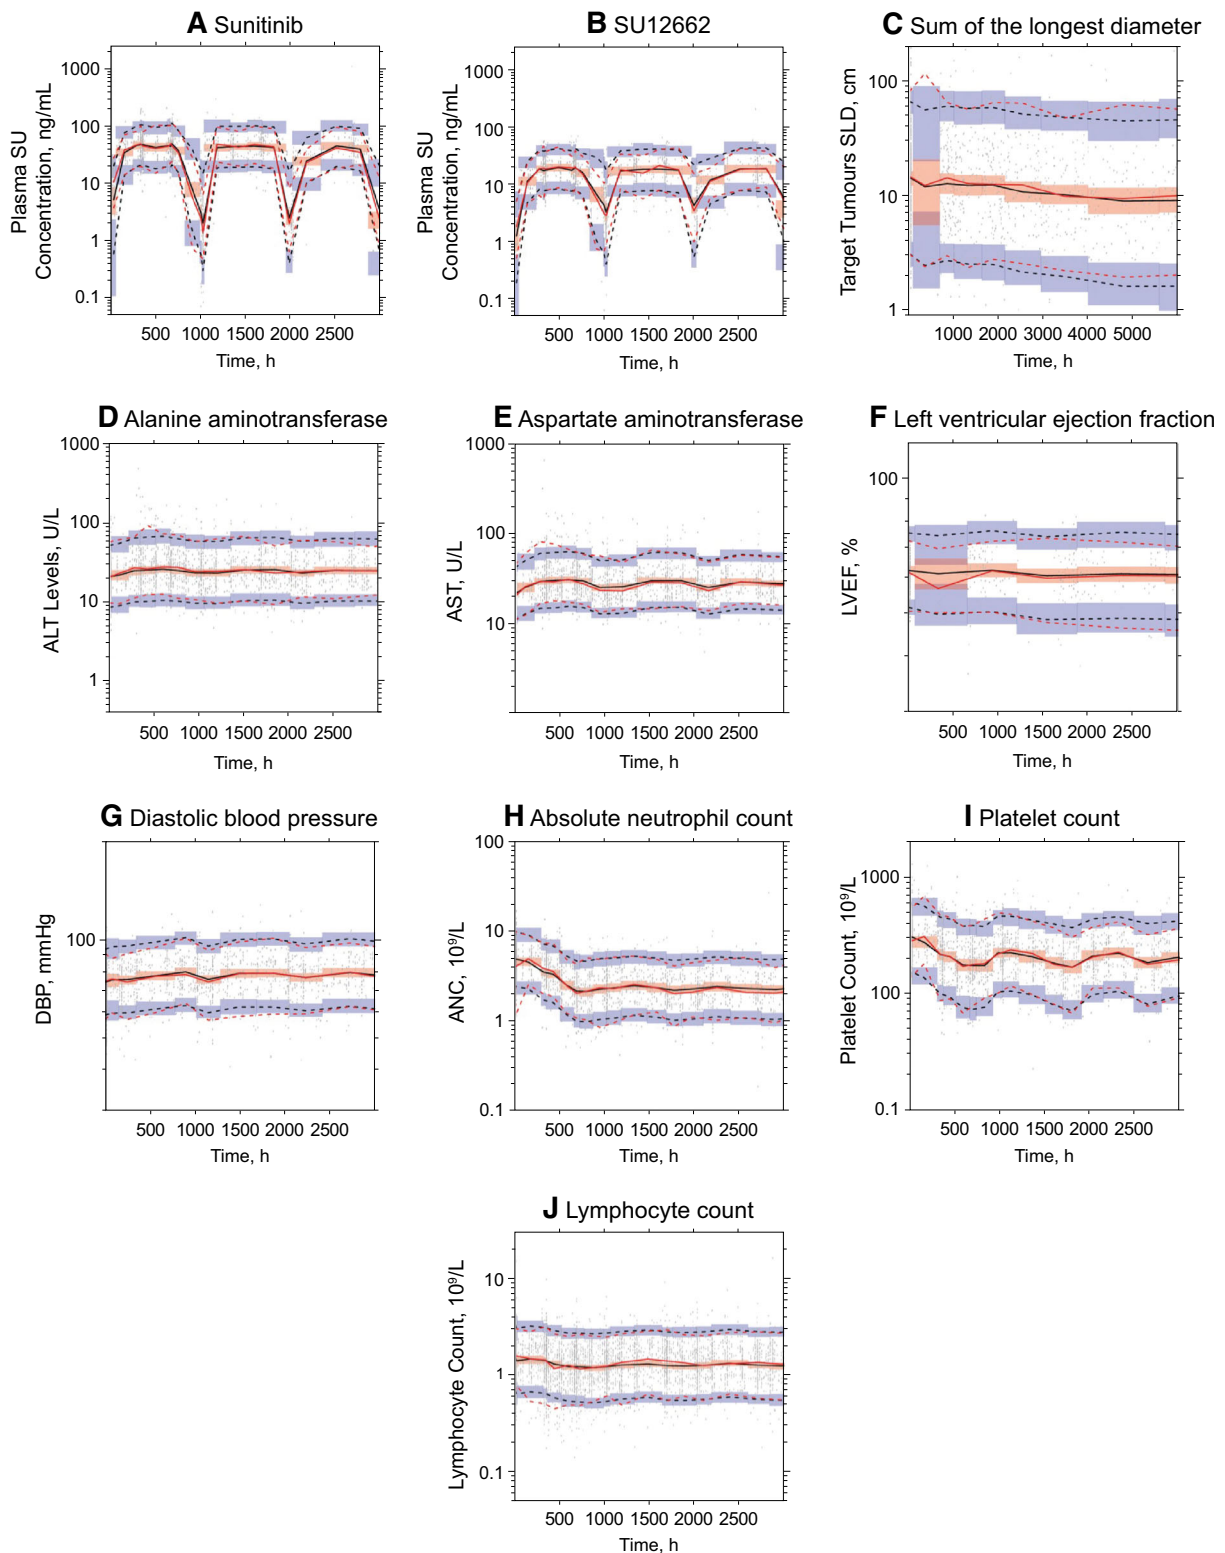 A Sunitinib
Plasma SU
Concentration, ng/mL
1000
100
10
1
0.1
500 1000 1500 2000 2500
Time, h
B SU12662
Plasma SU
Concentration, ng/mL
1000
100
10
1
0.1
500 1000 1500 2000 2500
Time, h
C Sum of the longest diameter
Target Tumours SLD, cm
100
10
1
1000 2000 3000 4000 5000
Time, h
D Alanine aminotransferase
ALT Levels, U/L
1000
100
10
1
500 1000 1500 2000 2500
Time, h
E Aspartate aminotransferase
AST, U/L
1000
100
10
500 1000 1500 2000 2500
Time, h
F Left ventricular ejection fraction
LVEF, %
100
500 1000 1500 2000 2500
Time, h
G Diastolic blood pressure
DBP, mmHg
100
500 1000 1500 2000 2500
Time, h
H Absolute neutrophil count
ANC, 10⁹/L
100
10
1
0.1
500 1000 1500 2000 2500
Time, h
I Platelet count
Platelet Count, 10⁹/L
1000
100
0.1
500 1000 1500 2000 2500
Time, h
J Lymphocyte count
Lymphocyte Count, 10⁹/L
10
1
0.1
500 1000 1500 2000 2500
Time, h